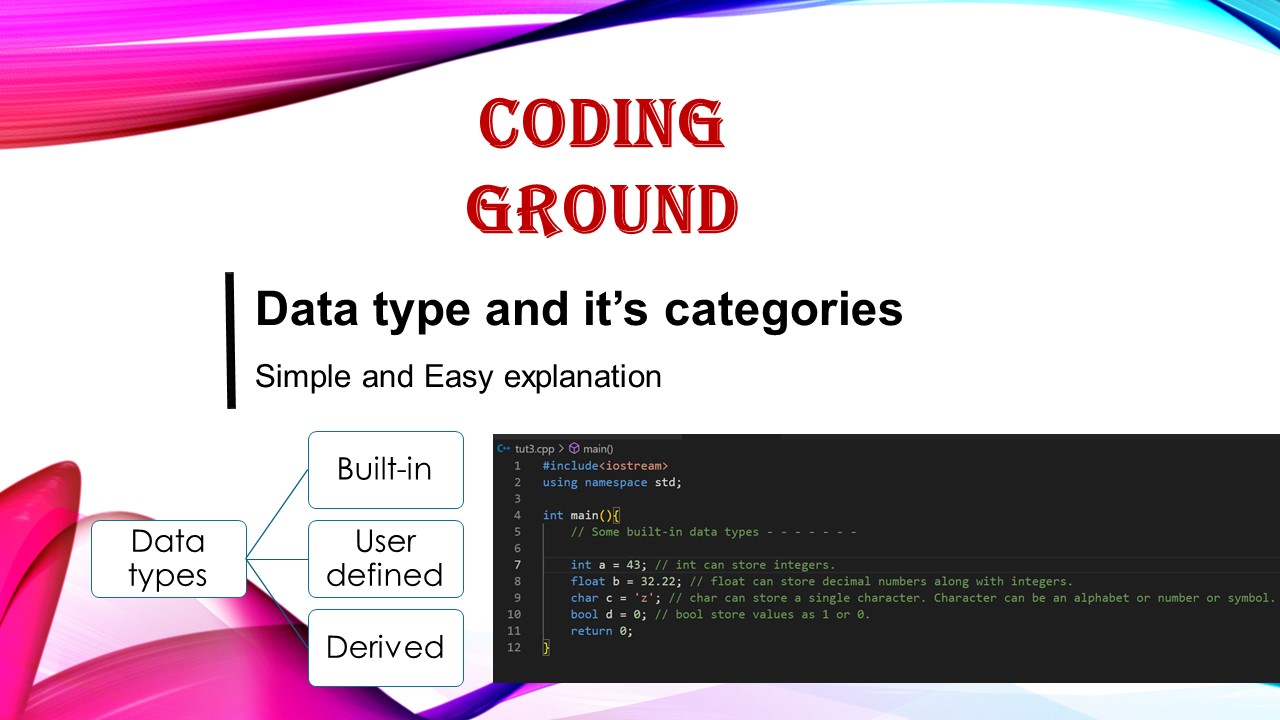 CODING
GROUND
Data type and it’s categories
Simple and Easy explanation
Data
types
Built-in
User
defined
Derived
C++ tut3.cpp > main()
1 #include<iostream>
2 using namespace std;
3
4 int main(){
5 // Some built-in data types - - - - - - -
6
7 int a = 43; // int can store integers.
8 float b = 32.22; // float can store decimal numbers along with integers.
9 char c = 'z'; // char can store a single character. Character can be an alphabet or number or symbol.
10 bool d = 0; // bool store values as 1 or 0.
11 return 0;
12 }